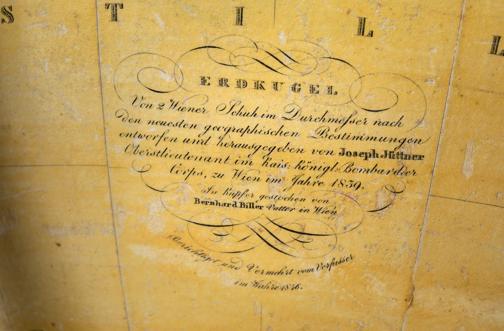 S T I L L
ERDKUGEL
Von 2 Wiener Schuh im Durchmeßer nach
den neuesten geographischen Bestimmungen
entworfen und herausgegeben von Joseph Jüttner
Oberstlieutenant im Kais: Königl: Bombardier
Corps, zu Wien im Jahre 1839.
In Kupfer gestochen von
Bernhard Biller Vatter in Wien
Berichtiget und Vermehrt vom Verfasser
im Jahre 1846.